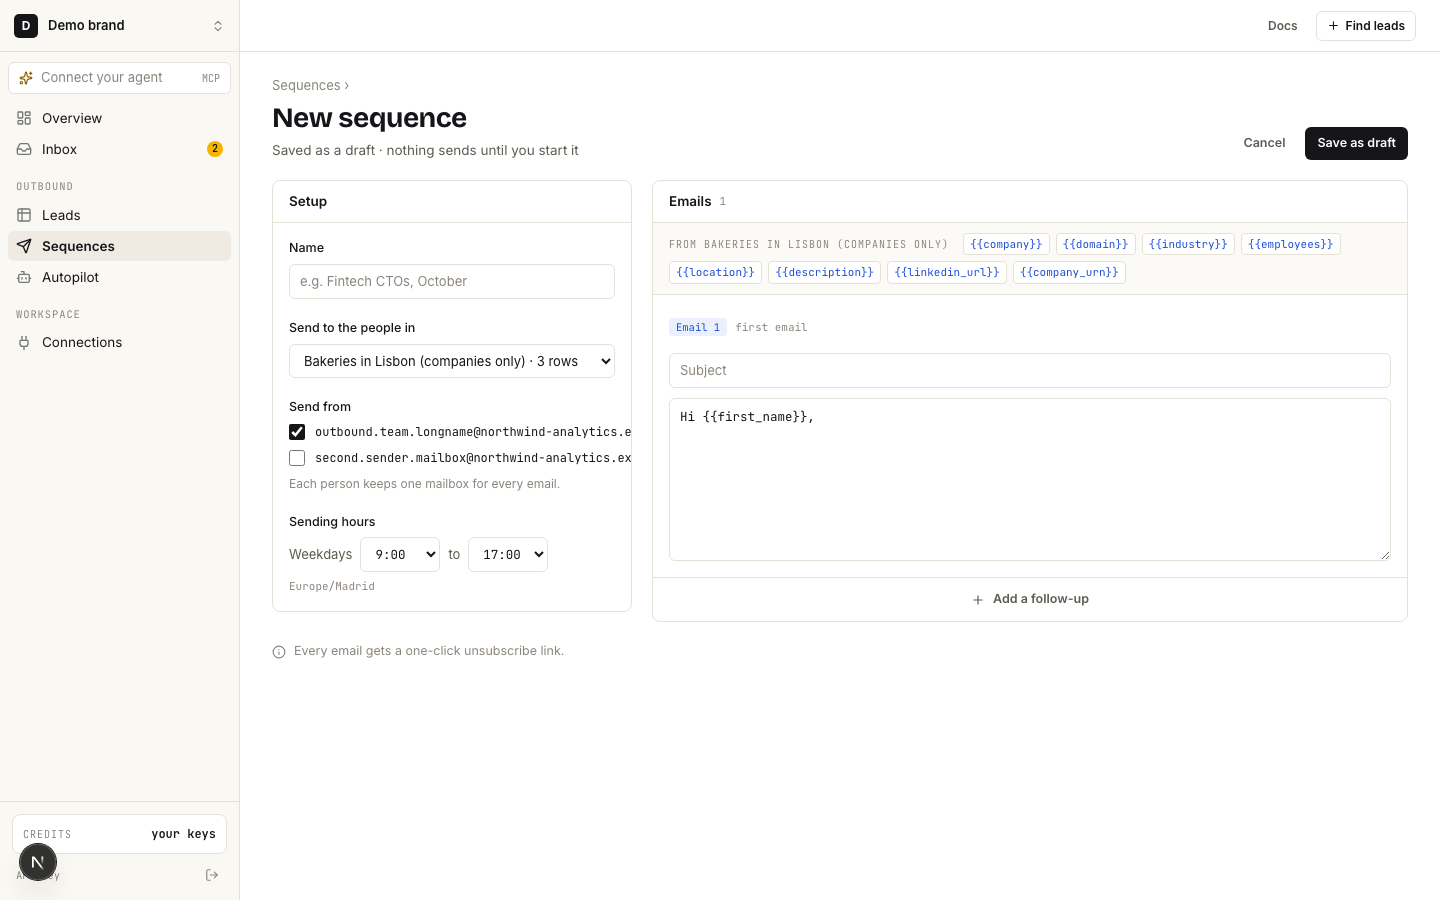 D Demo brand
Docs
+ Find leads
Connect your agent MCP
Overview
Inbox 2
OUTBOUND
Leads
Sequences
Autopilot
WORKSPACE
Connections
CREDITS your keys
N
Sequences ›
New sequence
Saved as a draft · nothing sends until you start it
Cancel
Save as draft
Setup
Name
e.g. Fintech CTOs, October
Send to the people in
Bakeries in Lisbon (companies only) · 3 rows
Send from
outbound.team.longname@northwind-analytics.e
second.sender.mailbox@northwind-analytics.ex
Each person keeps one mailbox for every email.
Sending hours
Weekdays 9:00 to 17:00
Europe/Madrid
Every email gets a one-click unsubscribe link.
Emails 1
FROM BAKERIES IN LISBON (COMPANIES ONLY) {{company}} {{domain}} {{industry}} {{employees}}
{{location}} {{description}} {{linkedin_url}} {{company_urn}}
Email 1 first email
Subject
Hi {{first_name}},
+ Add a follow-up